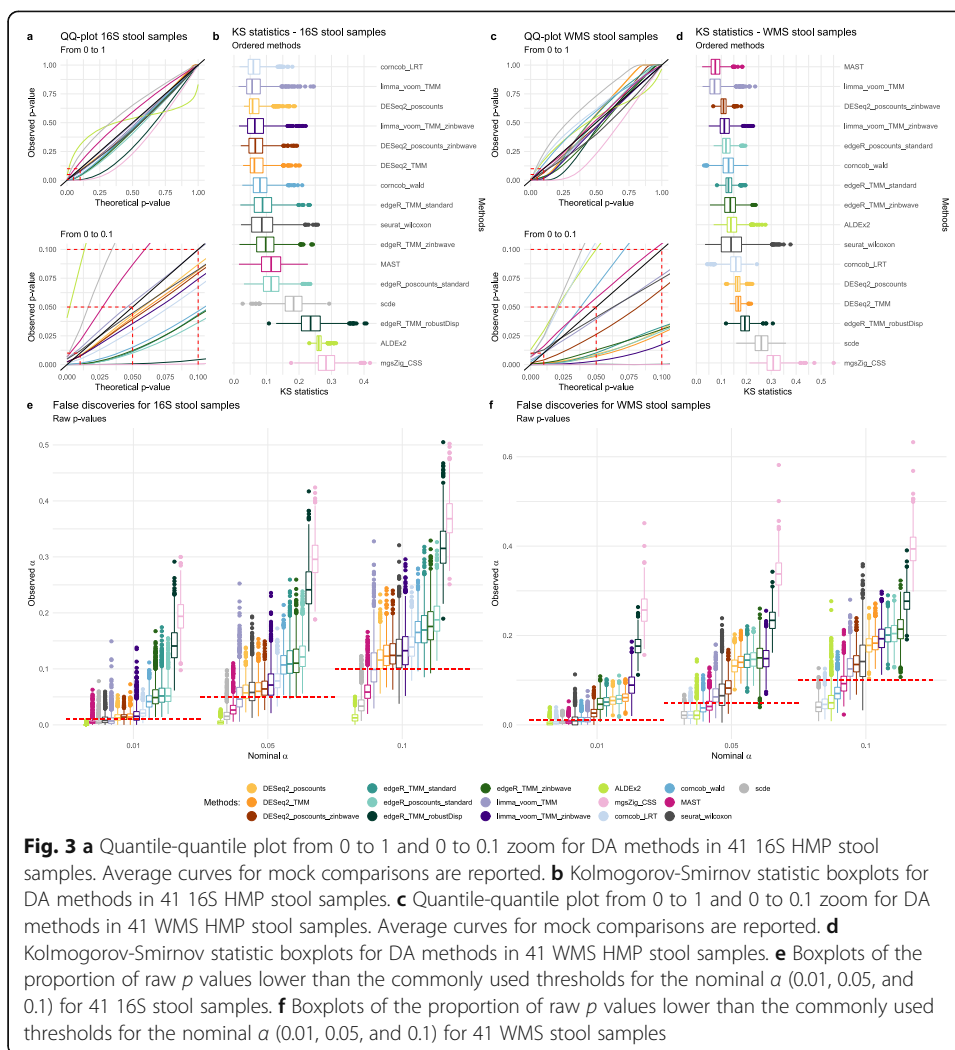 a QQ-plot 16S stool samples
From 0 to 1
Observed p-value
1.00
0.75
0.50
0.25
0.00
0.00 0.25 0.50 0.75 1.00
Theoretical p-value
From 0 to 0.1
Observed p-value
0.100
0.075
0.050
0.025
0.000
0.000 0.025 0.050 0.075 0.100
Theoretical p-value
b KS statistics - 16S stool samples
Ordered methods
corncob_LRT
limma_voom_TMM
DESeq2_poscounts
limma_voom_TMM_zinbwave
DESeq2_poscounts_zinbwave
DESeq2_TMM
corncob_wald
edgeR_TMM_standard
seurat_wilcoxon
edgeR_TMM_zinbwave
MAST
edgeR_poscounts_standard
scde
edgeR_TMM_robustDisp
ALDEx2
mgsZig_CSS
Methods
0.0 0.1 0.2 0.3 0.4
KS statistics
c QQ-plot WMS stool samples
From 0 to 1
Observed p-value
1.00
0.75
0.50
0.25
0.00
0.00 0.25 0.50 0.75 1.00
Theoretical p-value
From 0 to 0.1
Observed p-value
0.100
0.075
0.050
0.025
0.000
0.000 0.025 0.050 0.075 0.100
Theoretical p-value
d KS statistics - WMS stool samples
Ordered methods
MAST
limma_voom_TMM
DESeq2_poscounts_zinbwave
limma_voom_TMM_zinbwave
edgeR_poscounts_standard
corncob_wald
edgeR_TMM_standard
edgeR_TMM_zinbwave
ALDEx2
seurat_wilcoxon
corncob_LRT
DESeq2_poscounts
DESeq2_TMM
edgeR_TMM_robustDisp
scde
mgsZig_CSS
Methods
0.0 0.1 0.2 0.3 0.4 0.5
KS statistics
e False discoveries for 16S stool samples
Raw p-values
Observed α
0.5
0.4
0.3
0.2
0.1
0.0
0.01 0.05 0.1
Nominal α
f False discoveries for WMS stool samples
Raw p-values
Observed α
0.6
0.4
0.2
0.0
0.01 0.05 0.1
Nominal α
Methods:
DESeq2_poscounts edgeR_TMM_standard edgeR_TMM_zinbwave ALDEx2 corncob_wald scde
DESeq2_TMM edgeR_poscounts_standard limma_voom_TMM mgsZig_CSS MAST
DESeq2_poscounts_zinbwave edgeR_TMM_robustDisp limma_voom_TMM_zinbwave corncob_LRT seurat_wilcoxon
Fig. 3 a Quantile-quantile plot from 0 to 1 and 0 to 0.1 zoom for DA methods in 41 16S HMP stool
samples. Average curves for mock comparisons are reported. b Kolmogorov-Smirnov statistic boxplots for
DA methods in 41 16S HMP stool samples. c Quantile-quantile plot from 0 to 1 and 0 to 0.1 zoom for DA
methods in 41 WMS HMP stool samples. Average curves for mock comparisons are reported. d
Kolmogorov-Smirnov statistic boxplots for DA methods in 41 WMS HMP stool samples. e Boxplots of the
proportion of raw p values lower than the commonly used thresholds for the nominal α (0.01, 0.05, and
0.1) for 41 16S stool samples. f Boxplots of the proportion of raw p values lower than the commonly used
thresholds for the nominal α (0.01, 0.05, and 0.1) for 41 WMS stool samples